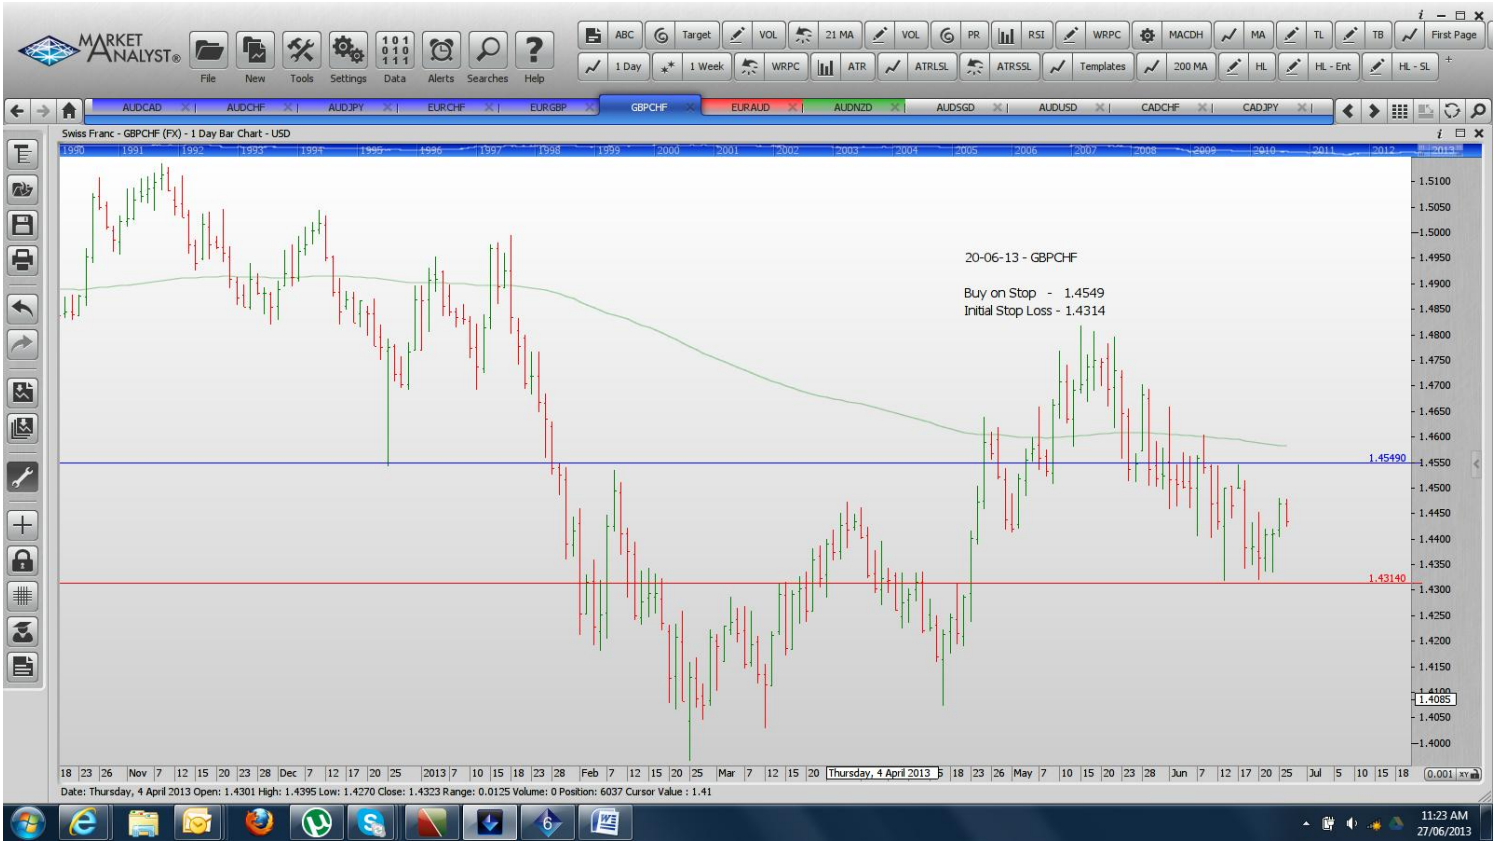 MARKET
ANALYST®
File New Tools Settings Data Alerts Searches Help
101
010
111
ABC Target VOL 21 MA VOL PR RSI WRPC MACDH MA TL TB First Page
1 Day 1 Week WRPC ATR ATRLSL ATRSSL Templates 200 MA HL HL - Ent HL - SL
AUDCAD AUDCHF AUDJPY EURCHF EURGBP GBPCHF EURAUD AUDNZD AUDSGD AUDUSD CADCHF CADJPY
Swiss Franc - GBPCHF (FX) - 1 Day Bar Chart - USD
1990 1991 1992 1993 1994 1995 1996 1997 1998 1999 2000 2001 2002 2003 2004 2005 2006 2007 2008 2009 2010 2011 2012 2013
20-06-13 - GBPCHF
Buy on Stop - 1.4549
Initial Stop Loss - 1.4314
1.5100
1.5050
1.5000
1.4950
1.4900
1.4850
1.4800
1.4750
1.4700
1.4650
1.4600
1.45490
1.4550
1.4500
1.4450
1.4400
1.4350
1.43140
1.4300
1.4250
1.4200
1.4150
1.4100
1.4085
1.4050
1.4000
18 23 26 Nov 7 12 15 20 23 28 Dec 7 12 17 20 25 2013 7 10 15 18 23 28 Feb 7 12 15 20 25 Mar 7 12 15 20 Thursday, 4 April 2013 18 23 26 May 7 10 15 20 23 28 Jun 7 12 17 20 25 Jul 5 10 15 18 0.001 XY
Date: Thursday, 4 April 2013 Open: 1.4301 High: 1.4395 Low: 1.4270 Close: 1.4323 Range: 0.0125 Volume: 0 Position: 6037 Cursor Value : 1.41
11:23 AM
27/06/2013